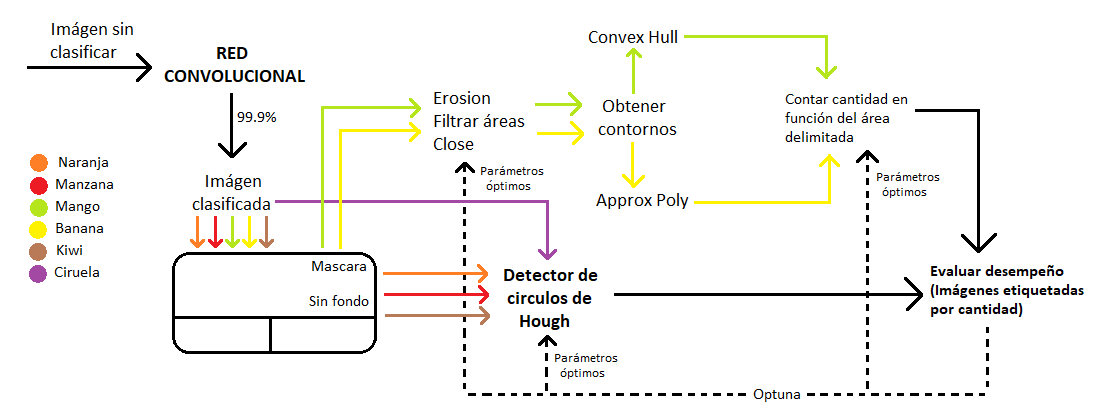 Imágen sin
clasificar
RED
CONVOLUCIONAL
99.9%
Naranja
Manzana
Mango
Banana
Kiwi
Ciruela
Imágen
clasificada
Mascara
Sin fondo
Erosion
Filtrar áreas
Close
Parámetros
óptimos
Convex Hull
Obtener
contornos
Approx Poly
Contar cantidad en
función del área
delimitada
Parámetros
óptimos
Detector de
circulos de
Hough
Parámetros
óptimos
Evaluar desempeño
(Imágenes etiquetadas
por cantidad)
Optuna